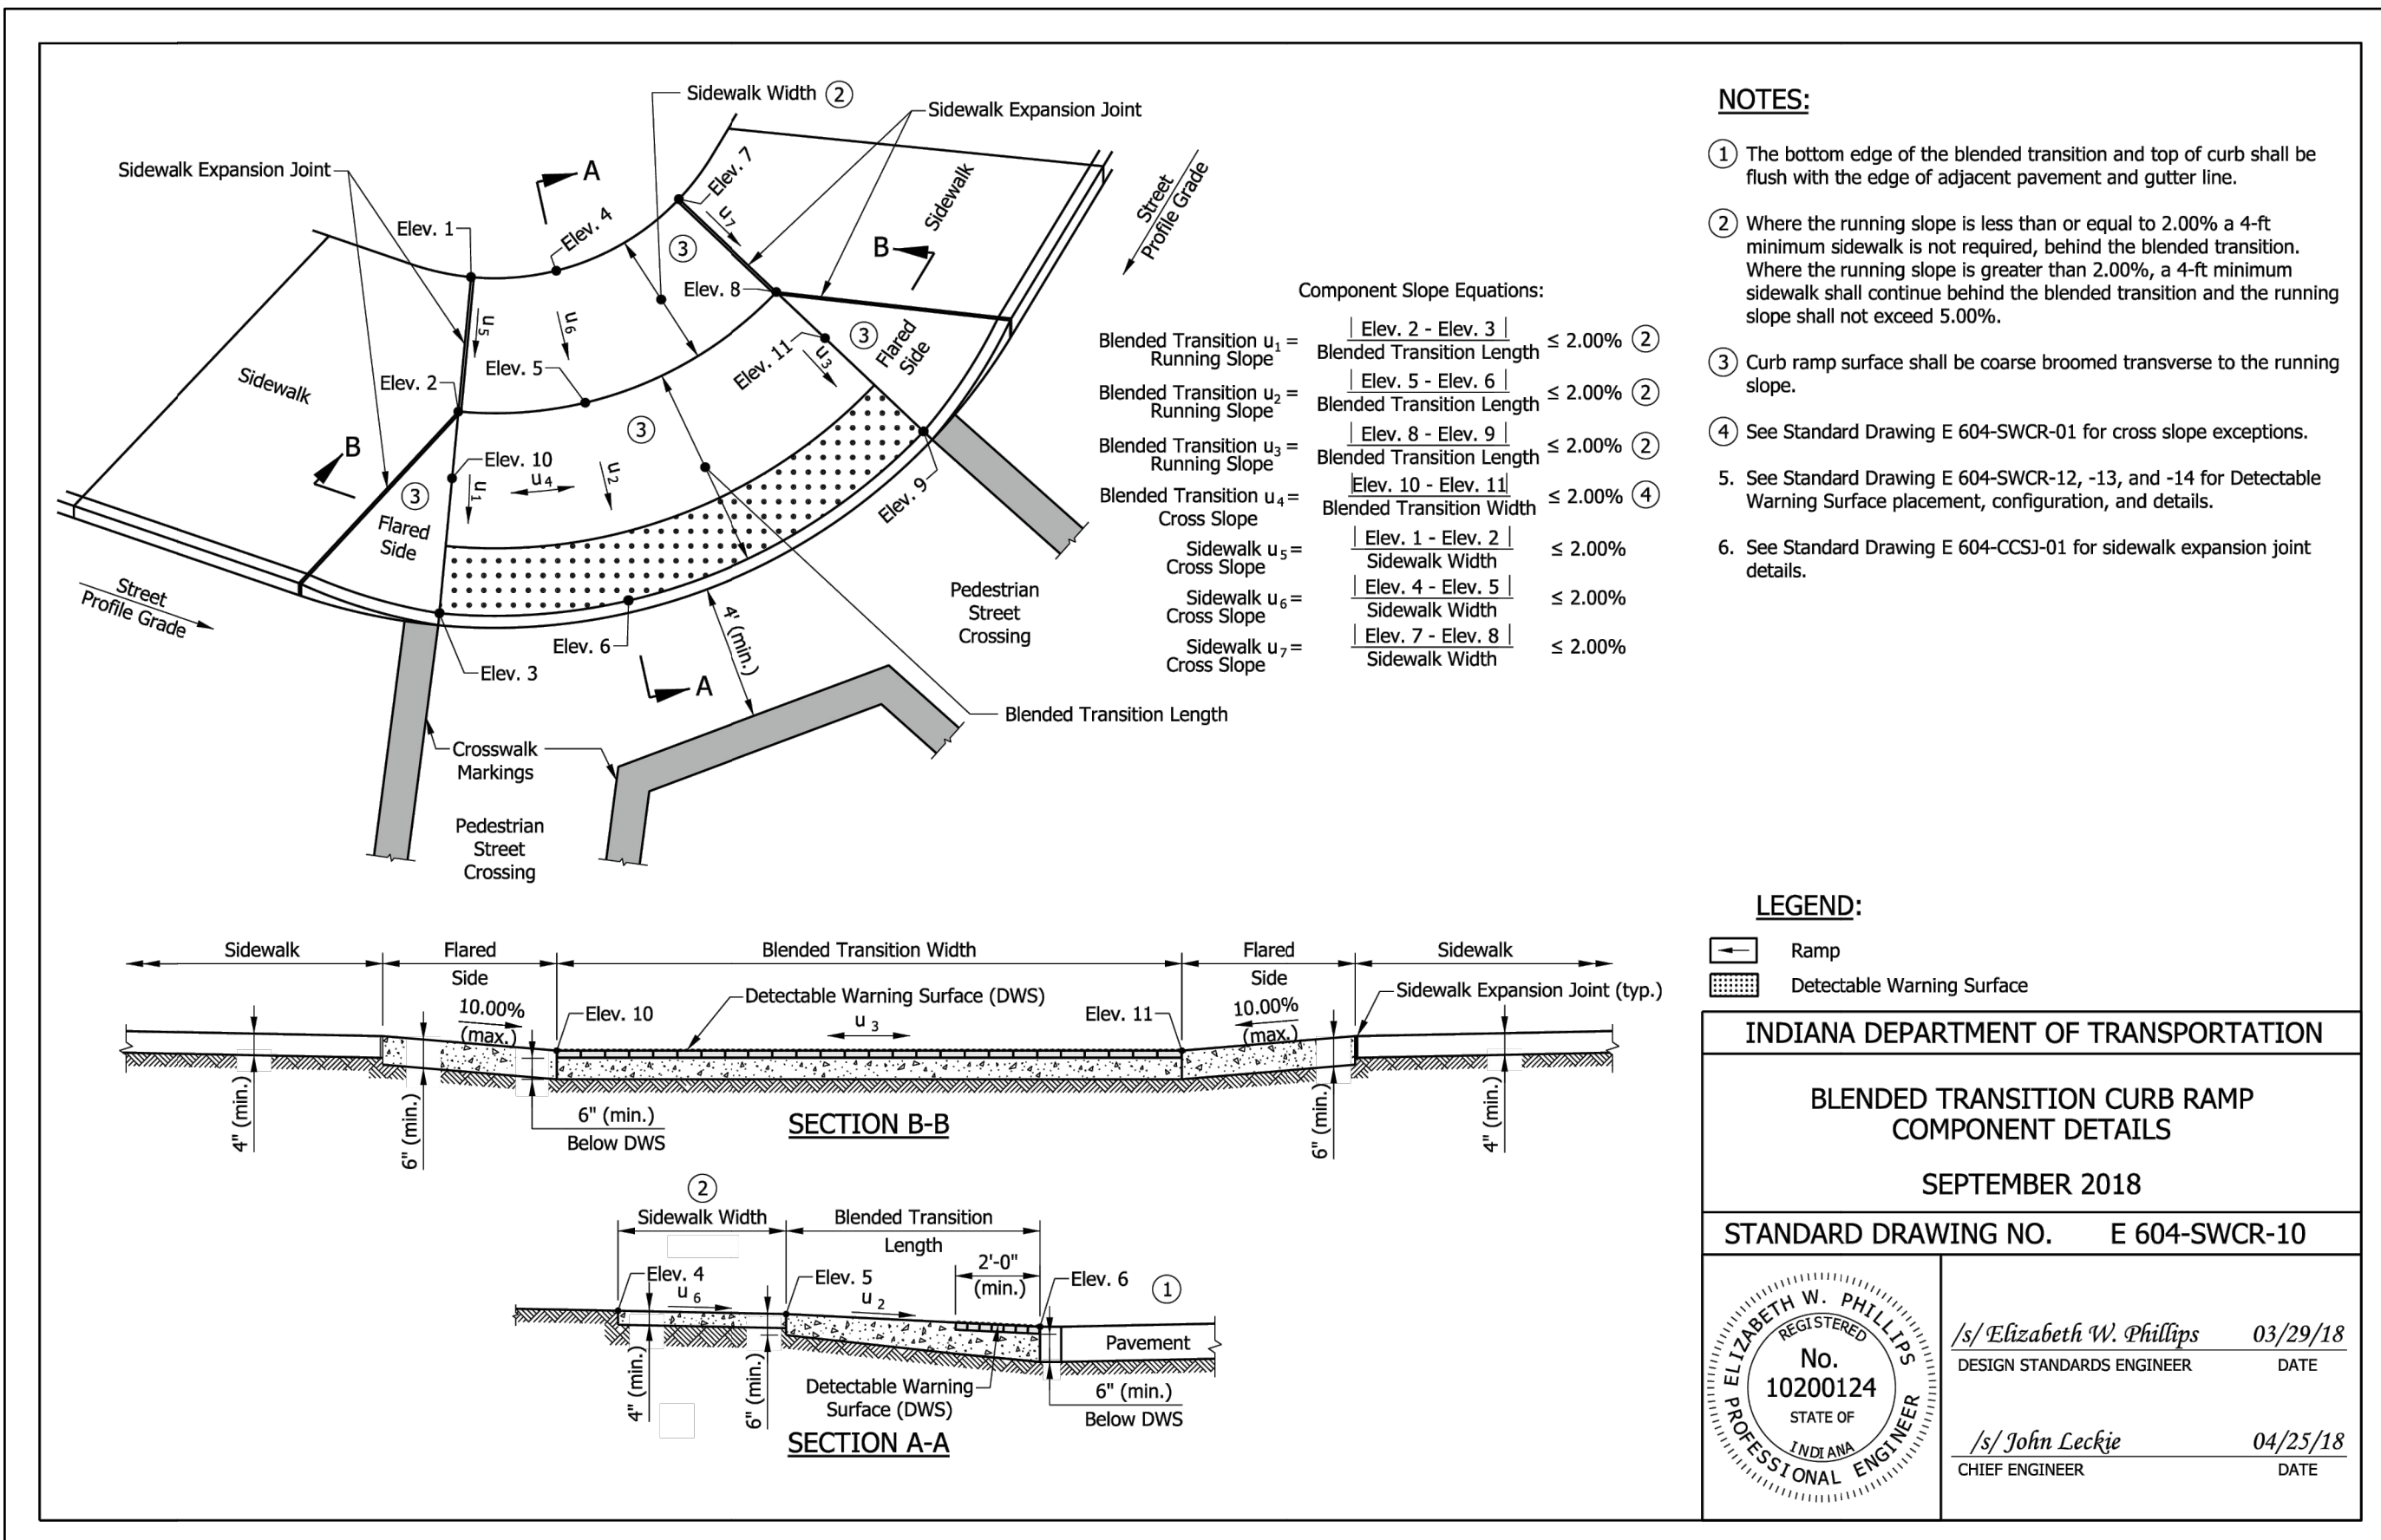 Sidewalk Width ②
Sidewalk Expansion Joint
Sidewalk Expansion Joint
A
Elev. 7
u7
Sidewalk
Street
Profile Grade
Elev. 1
Elev. 4
③
B
Elev. 8
u5
u6
Elev. 11
u3
③
Flared
Side
Sidewalk
Elev. 2
Elev. 5
③
B
Elev. 10
u4
u1
u2
③
Flared
Side
Elev. 9
Street
Profile Grade
Elev. 3
Elev. 6
4' (min.)
A
Pedestrian
Street
Crossing
Blended Transition Length
Crosswalk
Markings
Pedestrian
Street
Crossing
Component Slope Equations:
Blended Transition u1 = | Elev. 2 - Elev. 3 | ≤ 2.00% ②
Running Slope Blended Transition Length
Blended Transition u2 = | Elev. 5 - Elev. 6 | ≤ 2.00% ②
Running Slope Blended Transition Length
Blended Transition u3 = | Elev. 8 - Elev. 9 | ≤ 2.00% ②
Running Slope Blended Transition Length
Blended Transition u4 = |Elev. 10 - Elev. 11| ≤ 2.00% ④
Cross Slope Blended Transition Width
Sidewalk u5 = | Elev. 1 - Elev. 2 | ≤ 2.00%
Cross Slope Sidewalk Width
Sidewalk u6 = | Elev. 4 - Elev. 5 | ≤ 2.00%
Cross Slope Sidewalk Width
Sidewalk u7 = | Elev. 7 - Elev. 8 | ≤ 2.00%
Cross Slope Sidewalk Width
NOTES:
① The bottom edge of the blended transition and top of curb shall be
flush with the edge of adjacent pavement and gutter line.
② Where the running slope is less than or equal to 2.00% a 4-ft
minimum sidewalk is not required, behind the blended transition.
Where the running slope is greater than 2.00%, a 4-ft minimum
sidewalk shall continue behind the blended transition and the running
slope shall not exceed 5.00%.
③ Curb ramp surface shall be coarse broomed transverse to the running
slope.
④ See Standard Drawing E 604-SWCR-01 for cross slope exceptions.
5. See Standard Drawing E 604-SWCR-12, -13, and -14 for Detectable
Warning Surface placement, configuration, and details.
6. See Standard Drawing E 604-CCSJ-01 for sidewalk expansion joint
details.
Sidewalk
Flared
Side
Blended Transition Width
Flared
Side
Sidewalk
10.00%
(max.)
Elev. 10
Detectable Warning Surface (DWS)
u 3
Elev. 11
10.00%
(max.)
Sidewalk Expansion Joint (typ.)
4" (min.)
6" (min.)
6" (min.)
Below DWS
SECTION B-B
6" (min.)
4" (min.)
②
Sidewalk Width
Blended Transition
Length
2'-0"
(min.)
Elev. 4
u 6
Elev. 5
u 2
Elev. 6
①
Pavement
4" (min.)
6" (min.)
Detectable Warning
Surface (DWS)
6" (min.)
Below DWS
SECTION A-A
LEGEND:
Ramp
Detectable Warning Surface
INDIANA DEPARTMENT OF TRANSPORTATION
BLENDED TRANSITION CURB RAMP
COMPONENT DETAILS
SEPTEMBER 2018
STANDARD DRAWING NO. E 604-SWCR-10
ELIZABETH W. PHILLIPS
REGISTERED
No.
10200124
STATE OF
INDIANA
PROFESSIONAL ENGINEER
/s/ Elizabeth W. Phillips 03/29/18
DESIGN STANDARDS ENGINEER DATE
/s/ John Leckie 04/25/18
CHIEF ENGINEER DATE